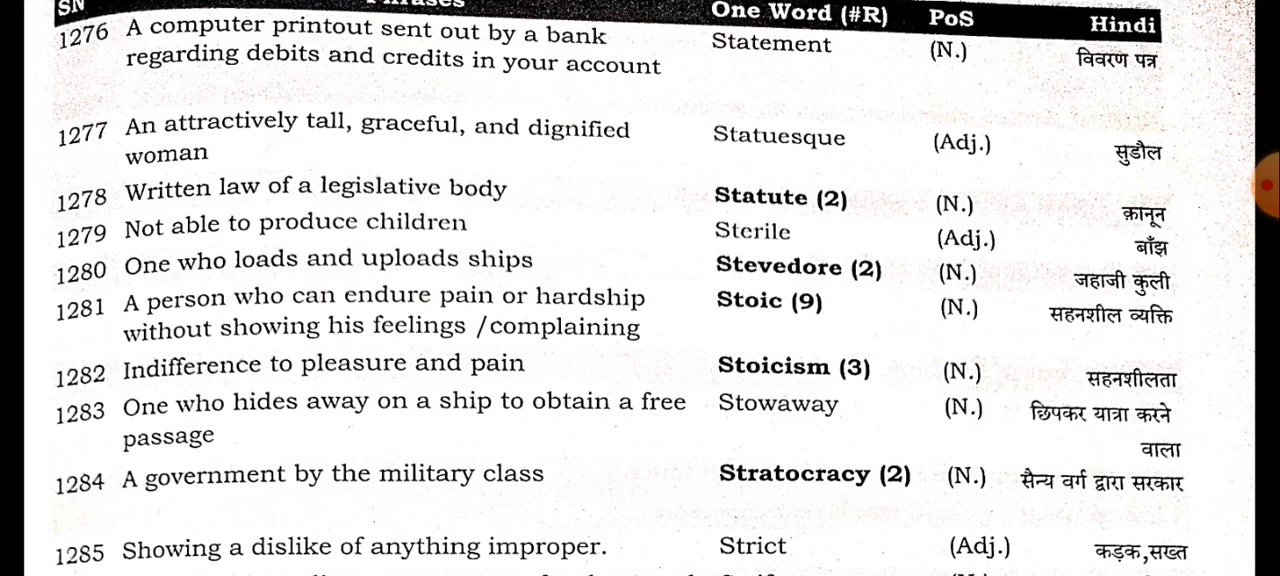 SN Phrases One Word (#R) PoS Hindi
1276 A computer printout sent out by a bank Statement (N.) विवरण पत्र
regarding debits and credits in your account
1277 An attractively tall, graceful, and dignified Statuesque (Adj.) सुडौल
woman
1278 Written law of a legislative body Statute (2) (N.) क़ानून
1279 Not able to produce children Sterile (Adj.) बाँझ
1280 One who loads and uploads ships Stevedore (2) (N.) जहाजी कुली
1281 A person who can endure pain or hardship Stoic (9) (N.) सहनशील व्यक्ति
without showing his feelings /complaining
1282 Indifference to pleasure and pain Stoicism (3) (N.) सहनशीलता
1283 One who hides away on a ship to obtain a free Stowaway (N.) छिपकर यात्रा करने
passage वाला
1284 A government by the military class Stratocracy (2) (N.) सैन्य वर्ग द्वारा सरकार
1285 Showing a dislike of anything improper. Strict (Adj.) कड़क,सख्त